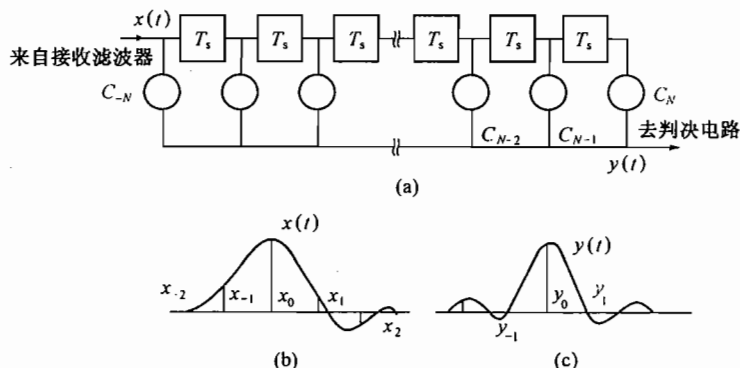 x(t)
T_s T_s T_s T_s T_s T_s
来自接收滤波器
C_{-N} C_N
去判决电路
C_{N-2} C_{N-1}
y(t)
(a)
x(t)
x_{-2} x_{-1} x_0 x_1 x_2
(b)
y(t)
y_{-1} y_0 y_1
(c)